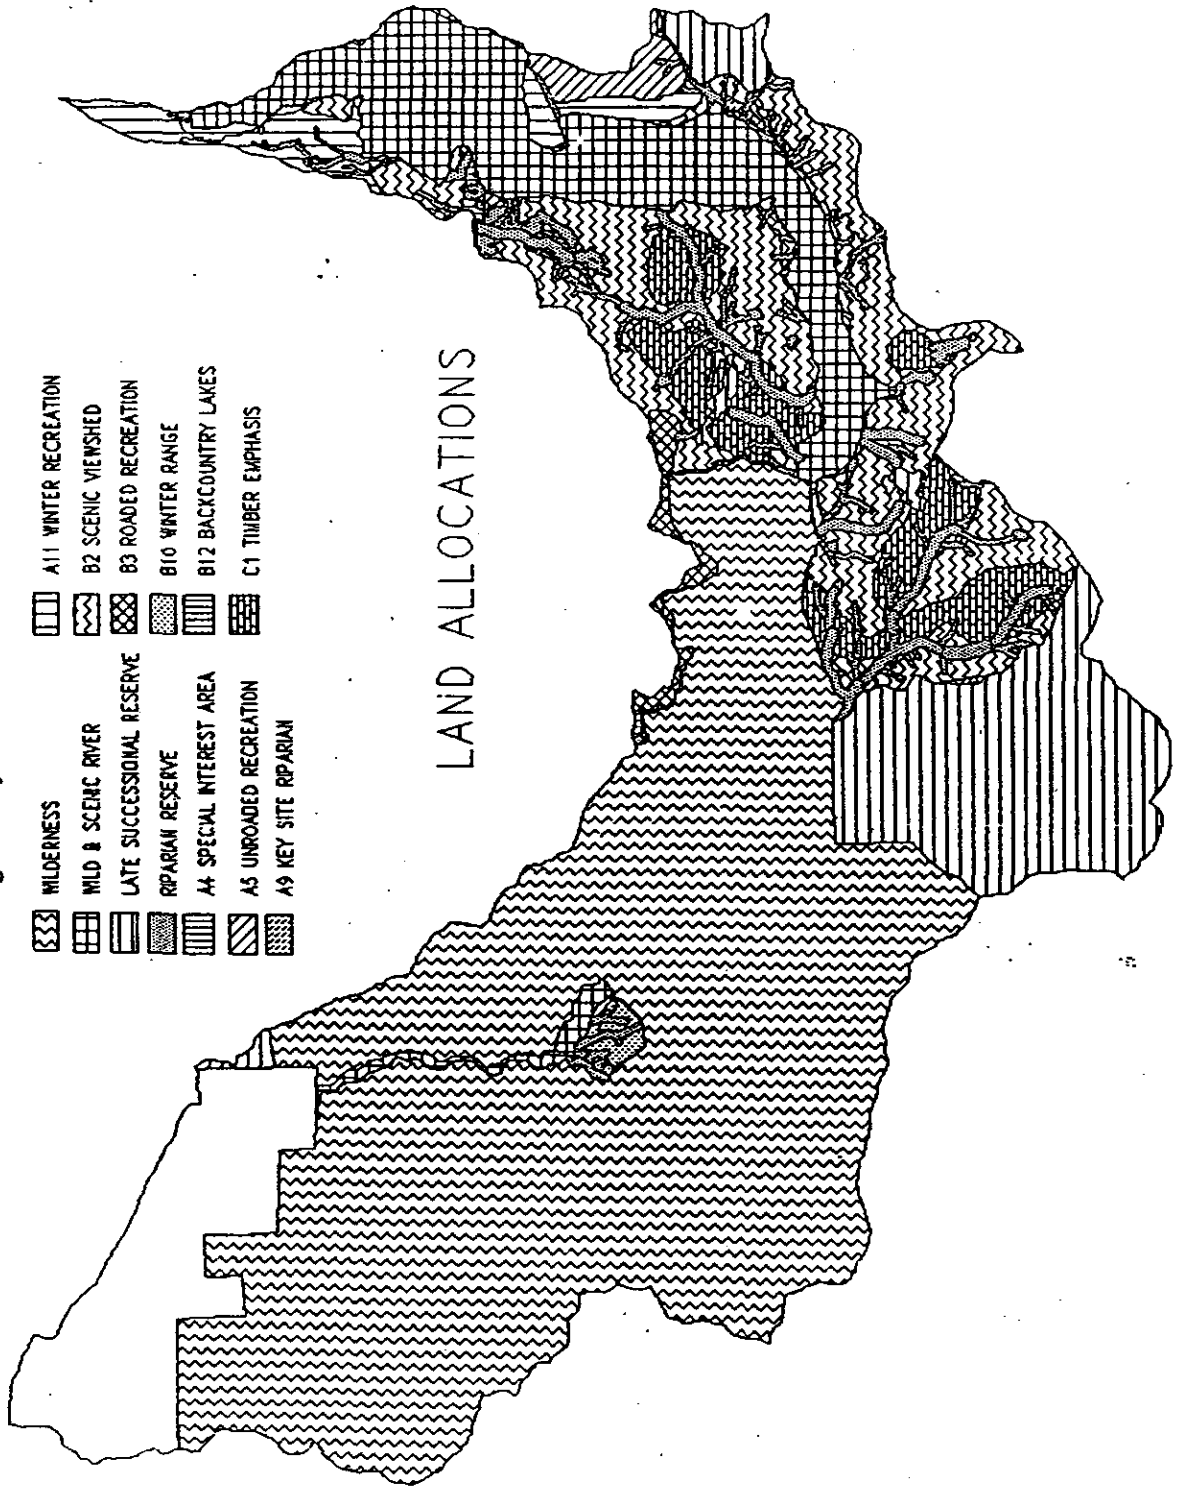 WILDERNESS
WILD & SCENIC RIVER
LATE SUCCESSIONAL RESERVE
RIPARIAN RESERVE
A4 SPECIAL INTEREST AREA
A5 UNROADED RECREATION
A9 KEY SITE RIPARIAN
A11 WINTER RECREATION
B2 SCENIC VIEWSHED
B3 ROADED RECREATION
B10 WINTER RANGE
B12 BACKCOUNTRY LAKES
C1 TIMBER EMPHASIS
LAND ALLOCATIONS